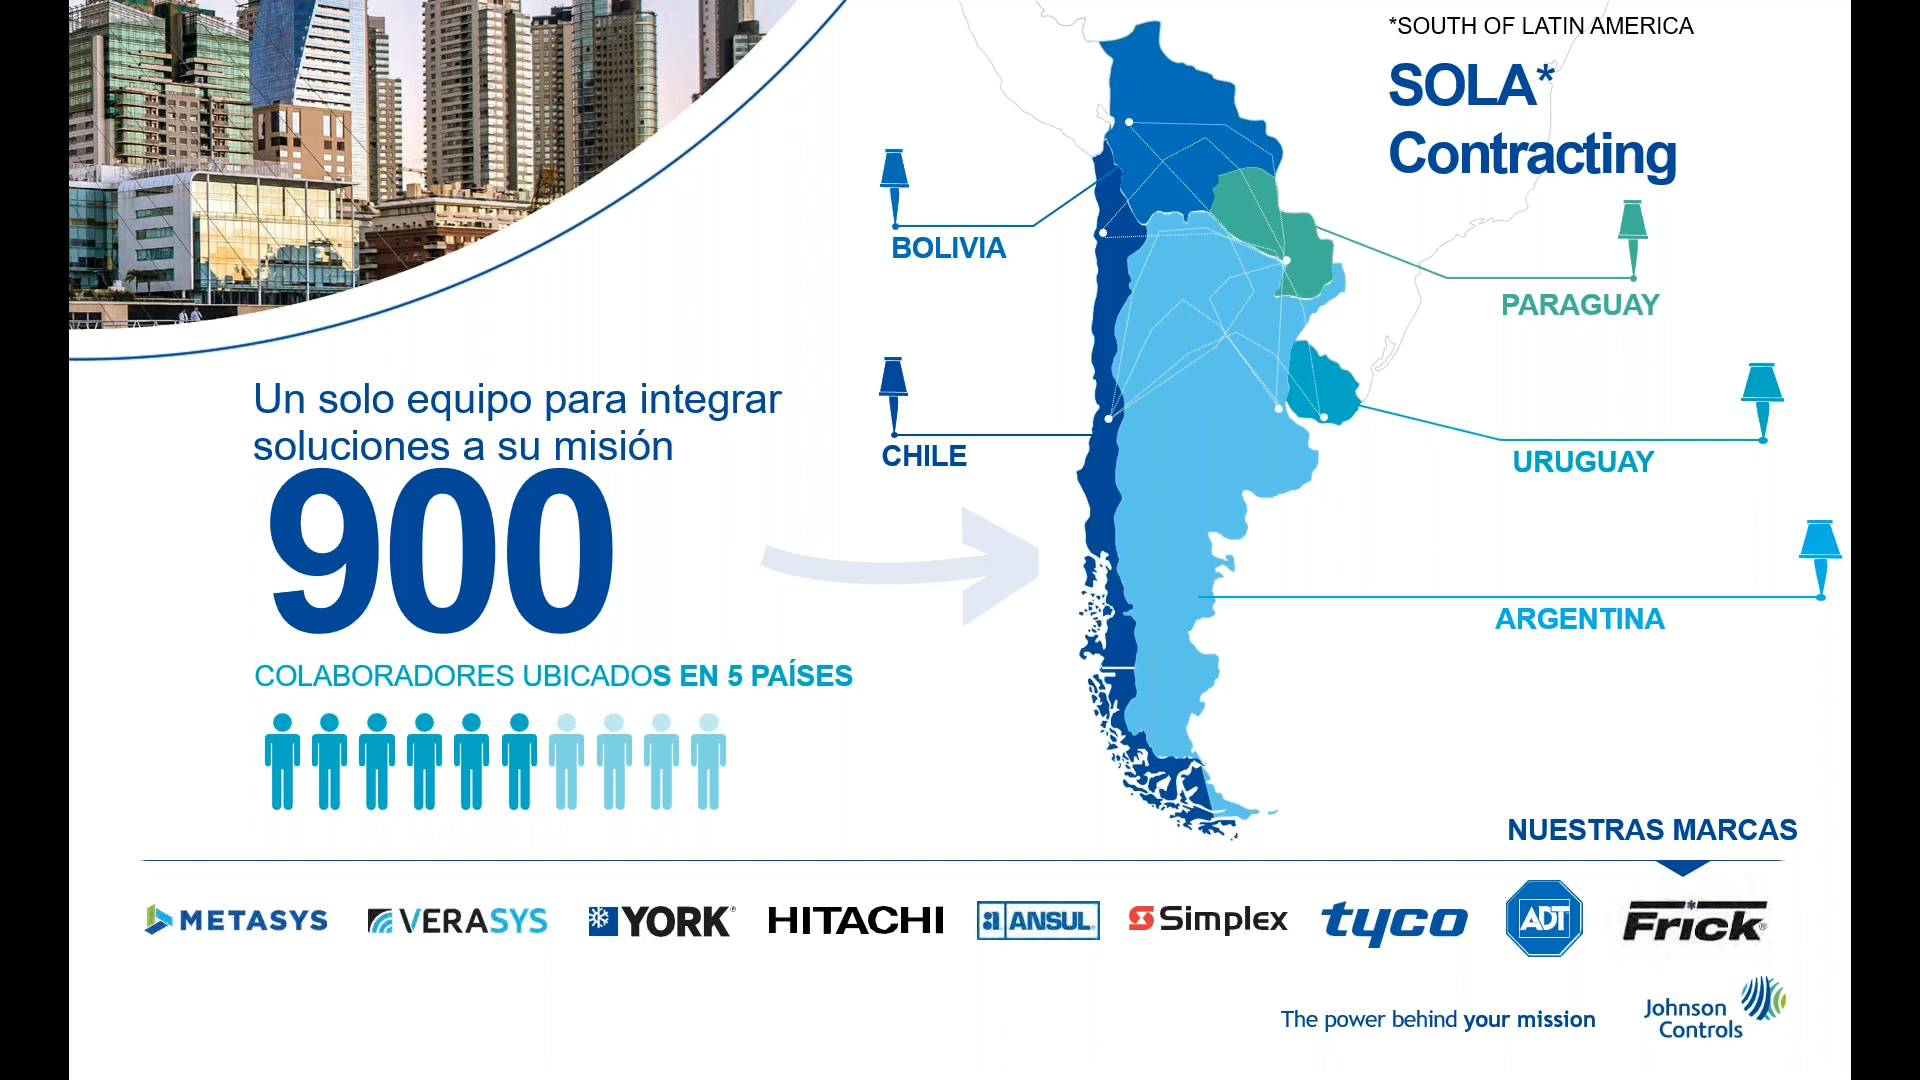 *SOUTH OF LATIN AMERICA
SOLA*
Contracting
BOLIVIA
PARAGUAY
Un solo equipo para integrar
soluciones a su misión
CHILE
URUGUAY
900
ARGENTINA
COLABORADORES UBICADOS EN 5 PAÍSES
NUESTRAS MARCAS
METASYS
VERASYS
YORK®
HITACHI
ANSUL
Simplex
tyco
ADT
Frick®
The power behind your mission
Johnson
Controls